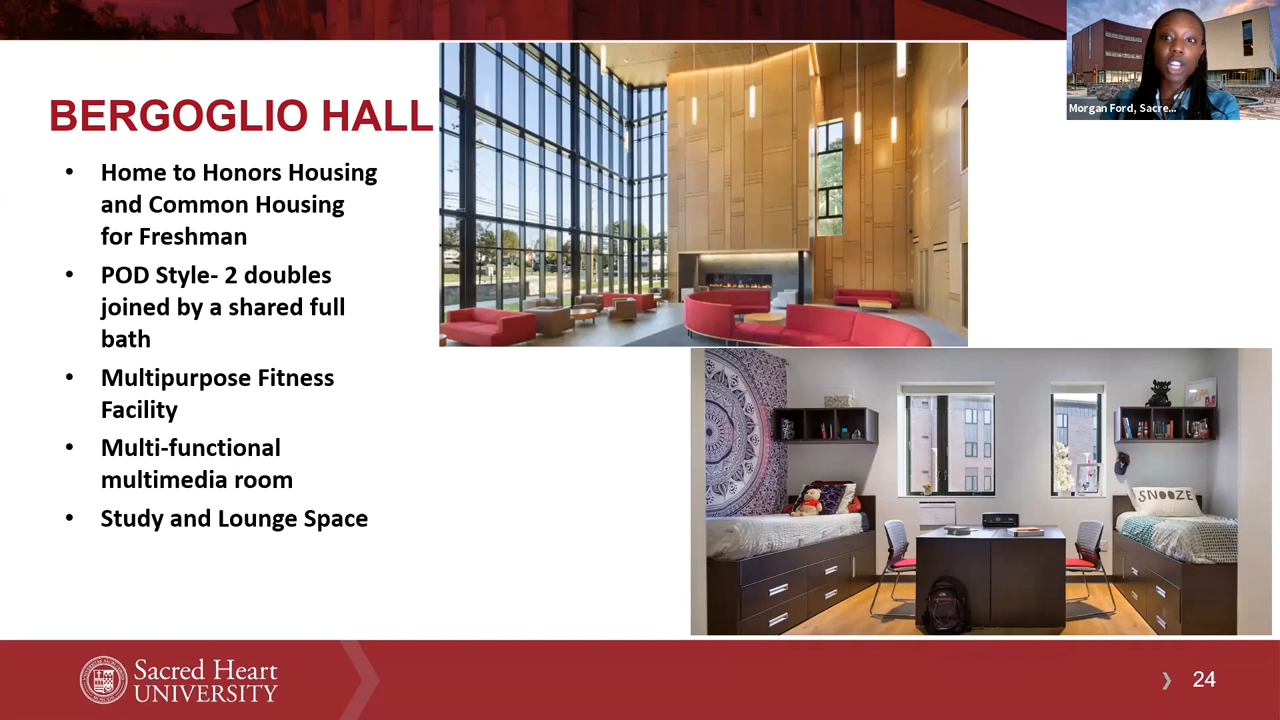 BERGOGLIO HALL
• Home to Honors Housing
and Common Housing
for Freshman
• POD Style- 2 doubles
joined by a shared full
bath
• Multipurpose Fitness
Facility
• Multi-functional
multimedia room
• Study and Lounge Space
Morgan Ford, Sacre...
SNOOZE
Sacred Heart
UNIVERSITY
24